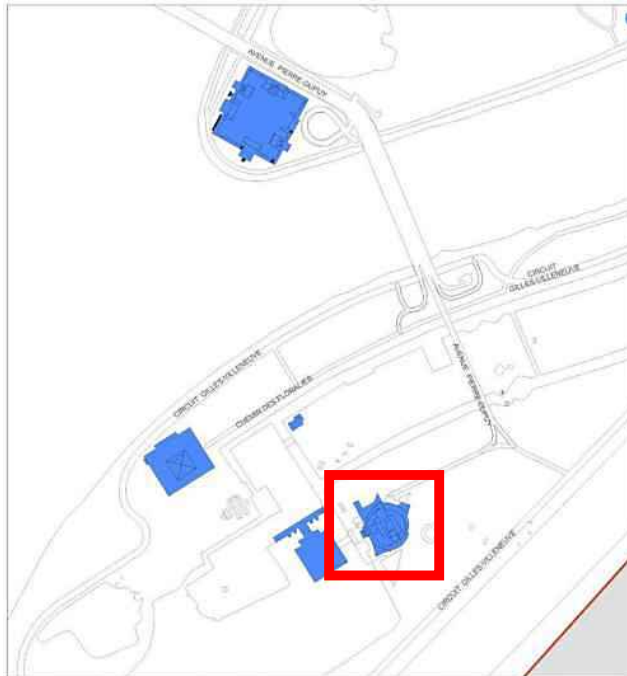 AVENUE PIERRE-DUPUY
CIRCUIT
GILLES-VILLENEUVE
CIRCUIT GILLES-VILLENEUVE
AVENUE PIERRE-DUPUY
CHEMIN DES FLORALIES
CIRCUIT GILLES-VILLENEUVE